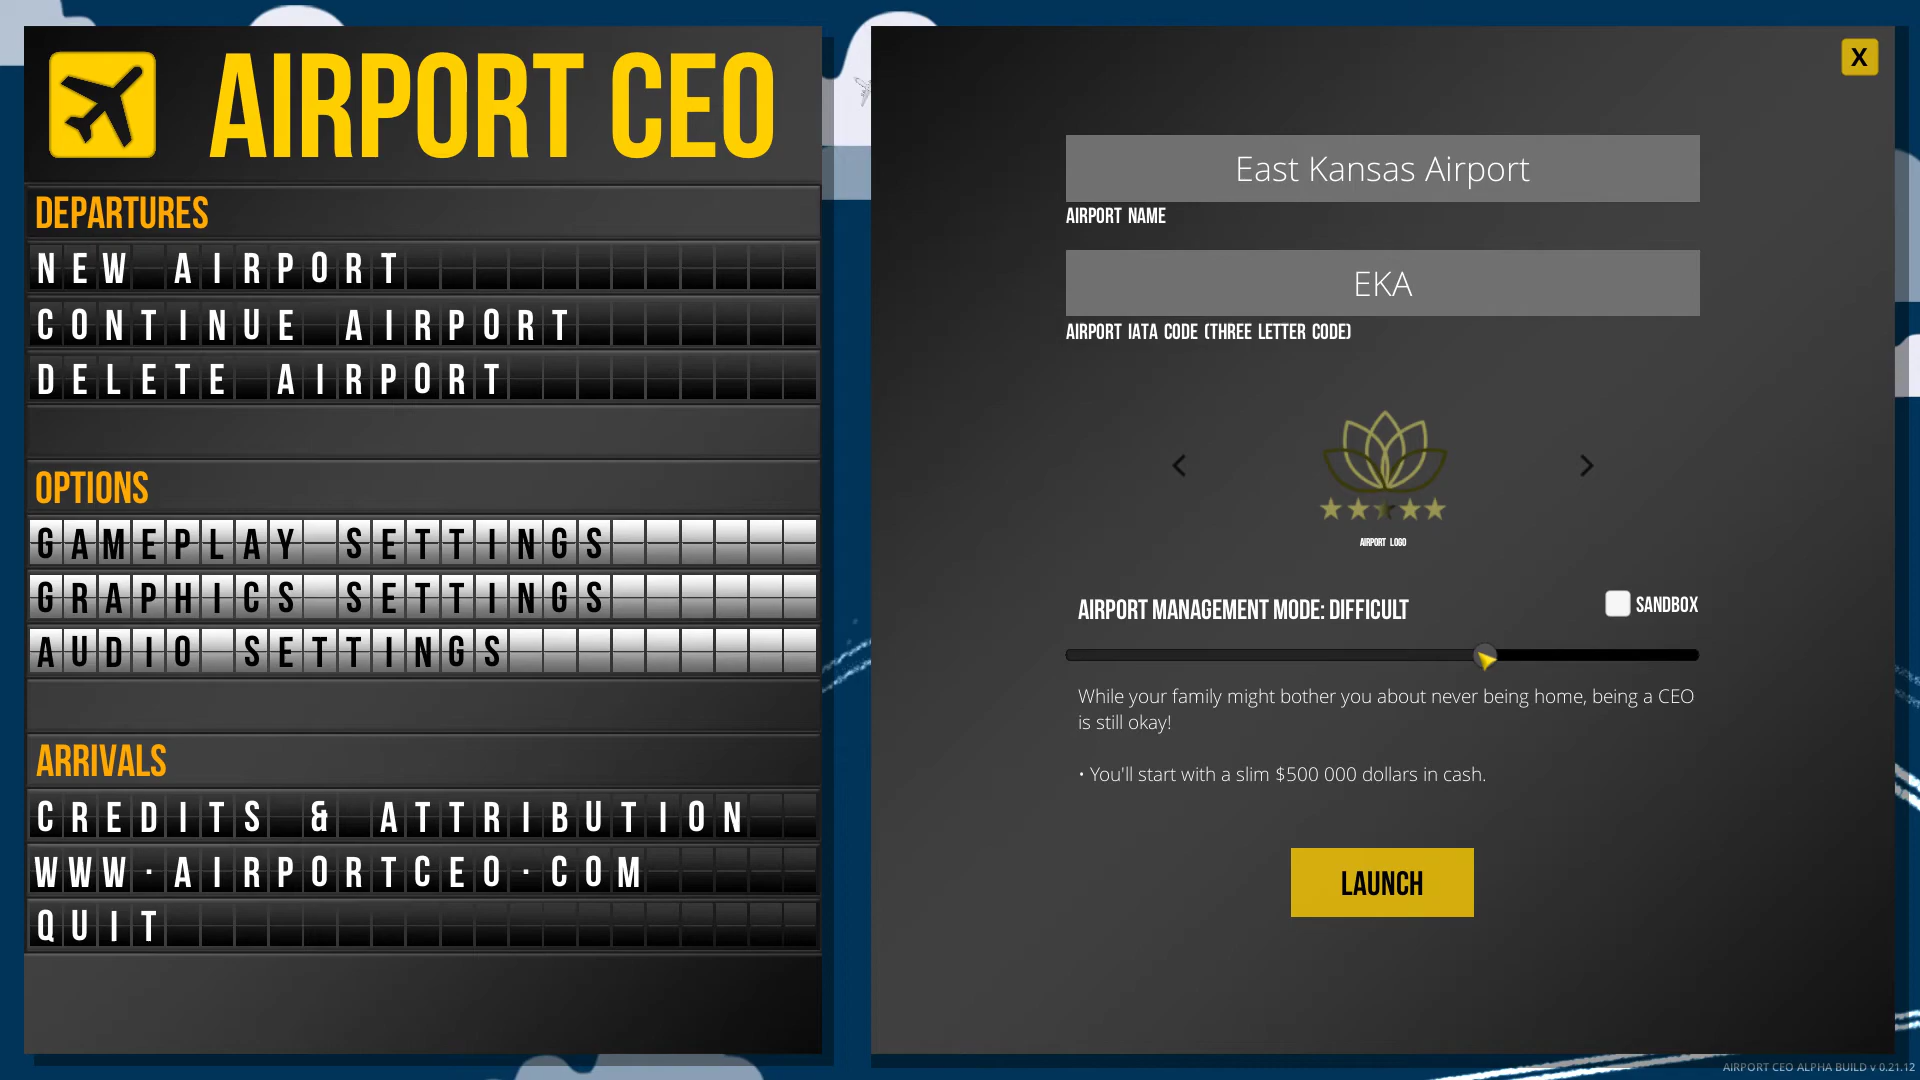 AIRPORT CEO
DEPARTURES
NEW AIRPORT
CONTINUE AIRPORT
DELETE AIRPORT
OPTIONS
GAMEPLAY SETTINGS
GRAPHICS SETTINGS
AUDIO SETTINGS
ARRIVALS
CREDITS & ATTRIBUTION
WWW·AIRPORTCEO·COM
QUIT
X
East Kansas Airport
AIRPORT NAME
EKA
AIRPORT IATA CODE (THREE LETTER CODE)
AIRPORT LOGO
AIRPORT MANAGEMENT MODE: DIFFICULT
SANDBOX
While your family might bother you about never being home, being a CEO
is still okay!
• You'll start with a slim $500 000 dollars in cash.
LAUNCH
AIRPORT CEO ALPHA BUILD v 0.21.12